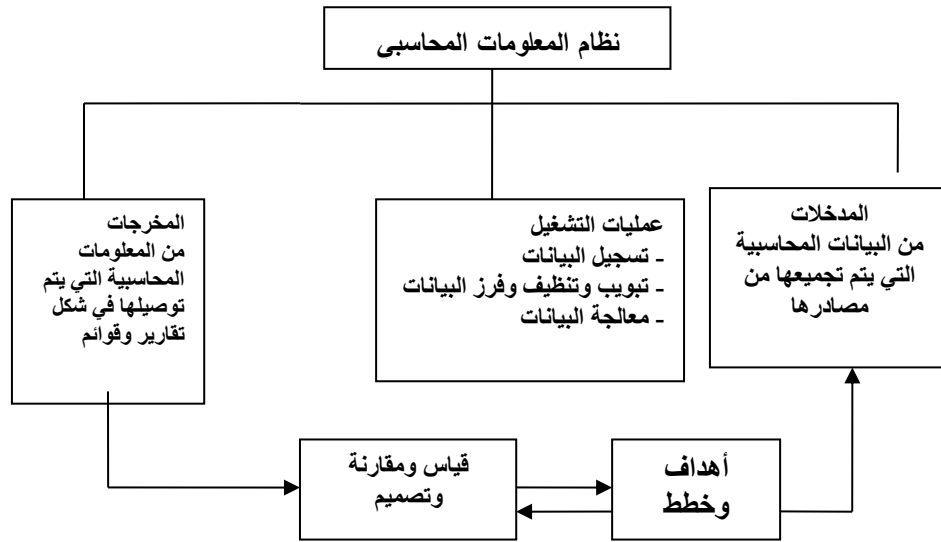 نظام المعلومات المحاسبى
المدخلات
من البيانات المحاسبية
التي يتم تجميعها من
مصادرها
عمليات التشغيل
- تسجيل البيانات
- تبويب وتنظيف وفرز البيانات
- معالجة البيانات
المخرجات
من المعلومات
المحاسبية التي يتم
توصيلها في شكل
تقارير وقوائم
أهداف
وخطط
قياس ومقارنة
وتصميم